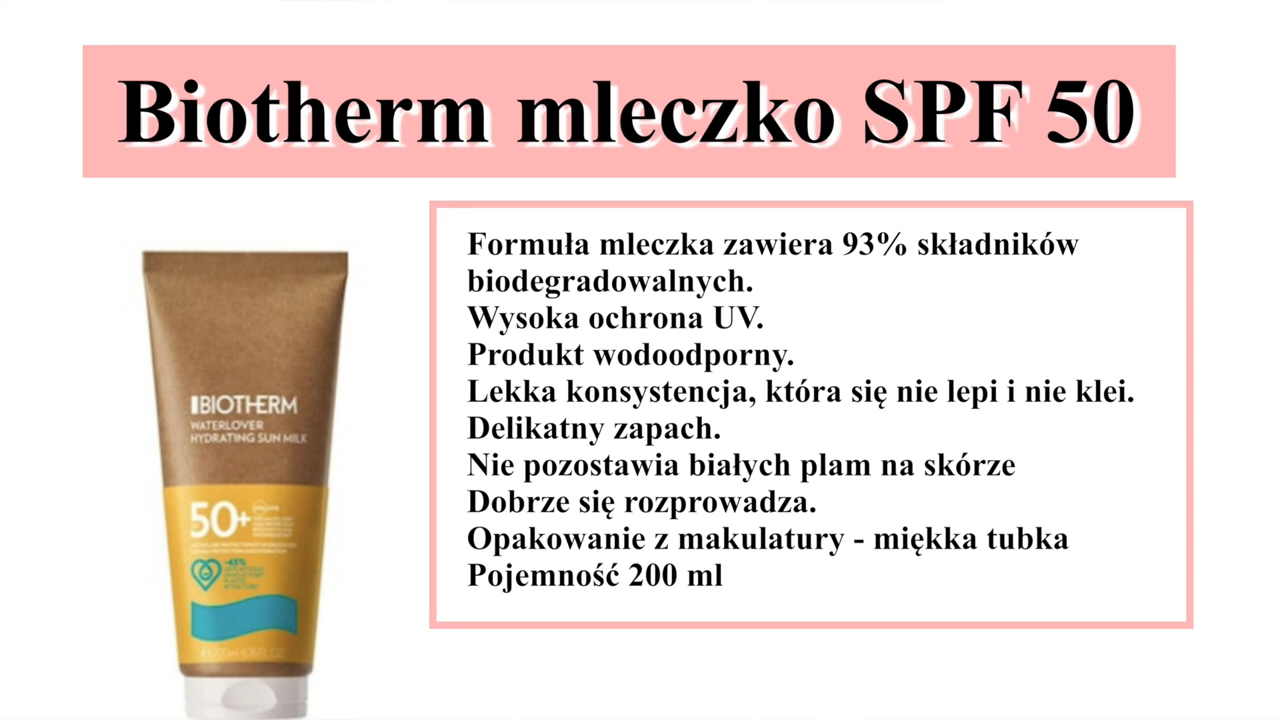 Biotherm mleczko SPF 50
Formuła mleczka zawiera 93% składników
biodegradowalnych.
Wysoka ochrona UV.
Produkt wodoodporny.
Lekka konsystencja, która się nie lepi i nie klei.
Delikatny zapach.
Nie pozostawia białych plam na skórze
Dobrze się rozprowadza.
Opakowanie z makulatury - miękka tubka
Pojemność 200 ml
BIOTHERM
WATERLOVER
HYDRATING SUN MILK
50+